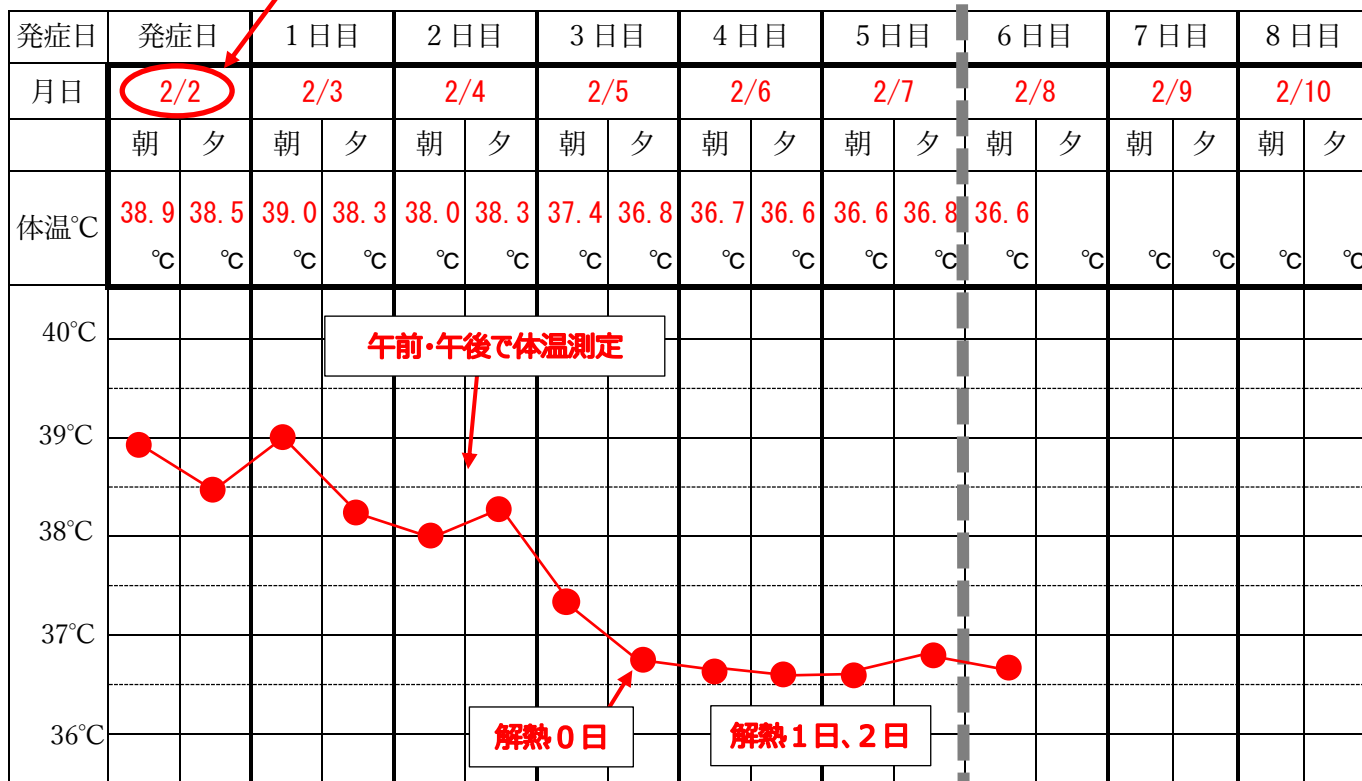 発症日 発症日 1日目 2日目 3日目 4日目 5日目 6日目 7日目 8日目
月日 2/2 2/3 2/4 2/5 2/6 2/7 2/8 2/9 2/10
朝 夕 朝 夕 朝 夕 朝 夕 朝 夕 朝 夕 朝 夕 朝 夕 朝 夕
体温℃ 38.9 38.5 39.0 38.3 38.0 38.3 37.4 36.8 36.7 36.6 36.6 36.8 36.6
℃ ℃ ℃ ℃ ℃ ℃ ℃ ℃ ℃ ℃ ℃ ℃ ℃ ℃ ℃ ℃ ℃ ℃
40℃
午前・午後で体温測定
39℃
38℃
37℃
解熱0日 解熱1日、2日
36℃